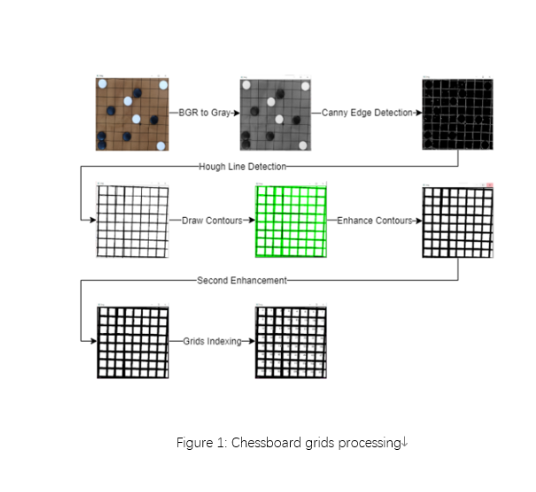 BGR to Gray
Canny Edge Detection
Hough Line Detection
Draw Contours
Enhance Contours
Second Enhancement
Grids Indexing
Figure 1: Chessboard grids processing↓